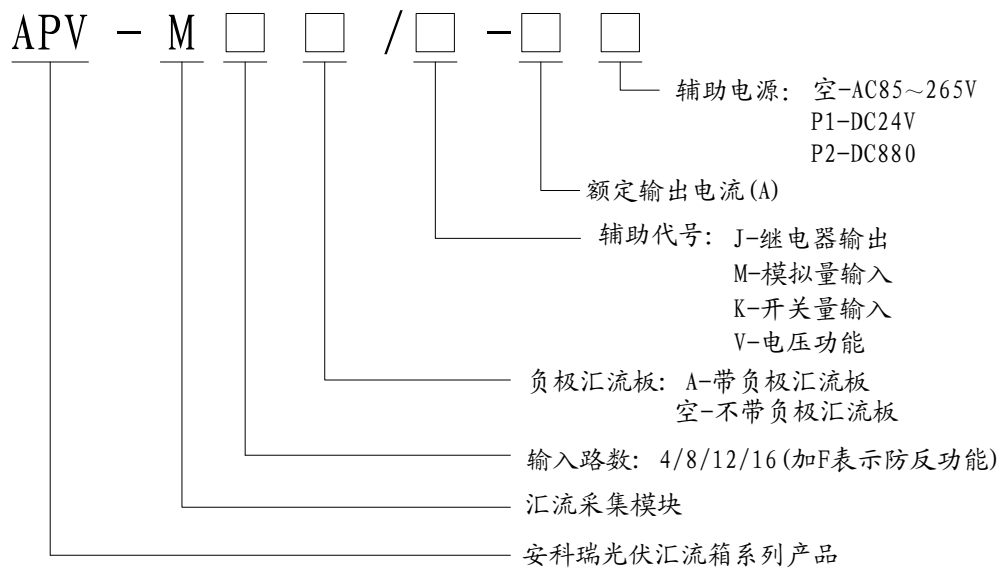 APV - M□ □ /□ -□ □
辅助电源: 空-AC85~265V
P1-DC24V
P2-DC880
额定输出电流(A)
辅助代号: J-继电器输出
M-模拟量输入
K-开关量输入
V-电压功能
负极汇流板: A-带负极汇流板
空-不带负极汇流板
输入路数: 4/8/12/16(加F表示防反功能)
汇流采集模块
安科瑞光伏汇流箱系列产品